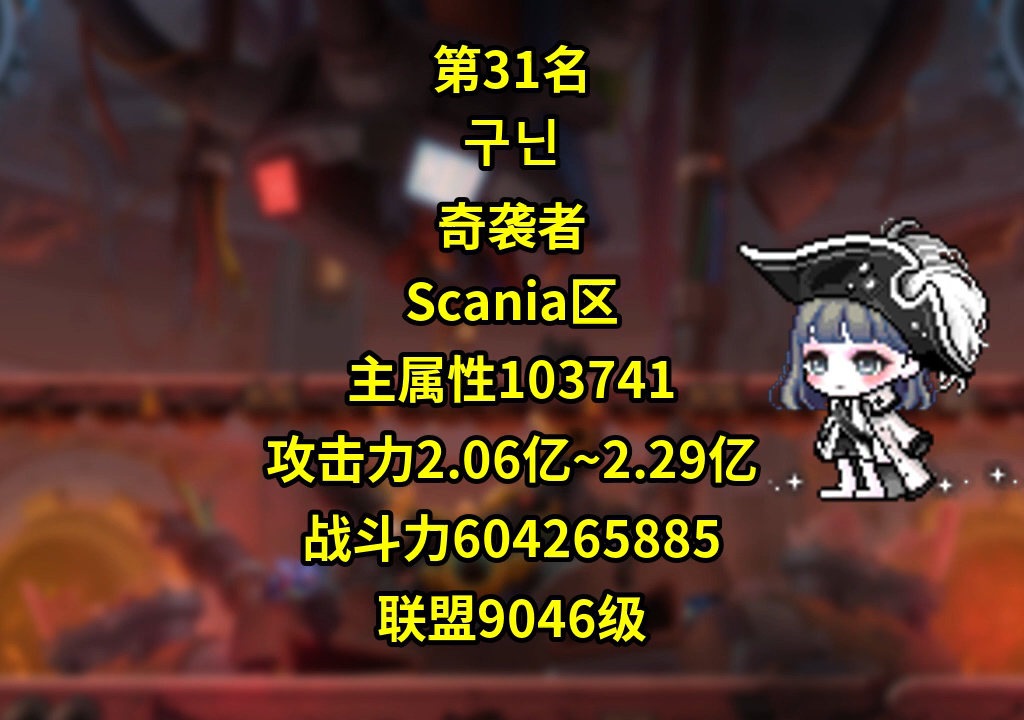 第31名
구닌
奇袭者
Scania区
主属性103741
攻击力2.06亿~2.29亿
战斗力604265885
联盟9046级